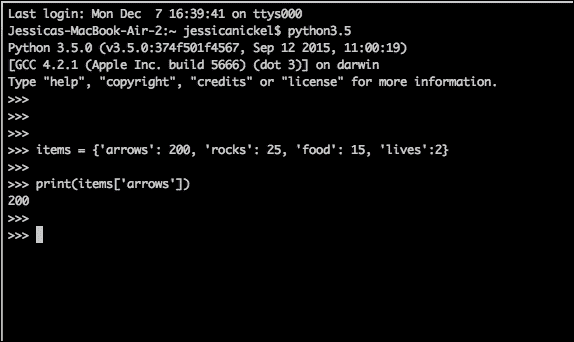 Last login: Mon Dec  7 16:39:41 on ttys000
Jessicas-MacBook-Air-2:~ jessicanickel$ python3.5
Python 3.5.0 (v3.5.0:374f501f4567, Sep 12 2015, 11:00:19)
[GCC 4.2.1 (Apple Inc. build 5666) (dot 3)] on darwin
Type "help", "copyright", "credits" or "license" for more information.
>>>
>>>
>>>
>>> items = {'arrows': 200, 'rocks': 25, 'food': 15, 'lives':2}
>>>
>>> print(items['arrows'])
200
>>>
>>>